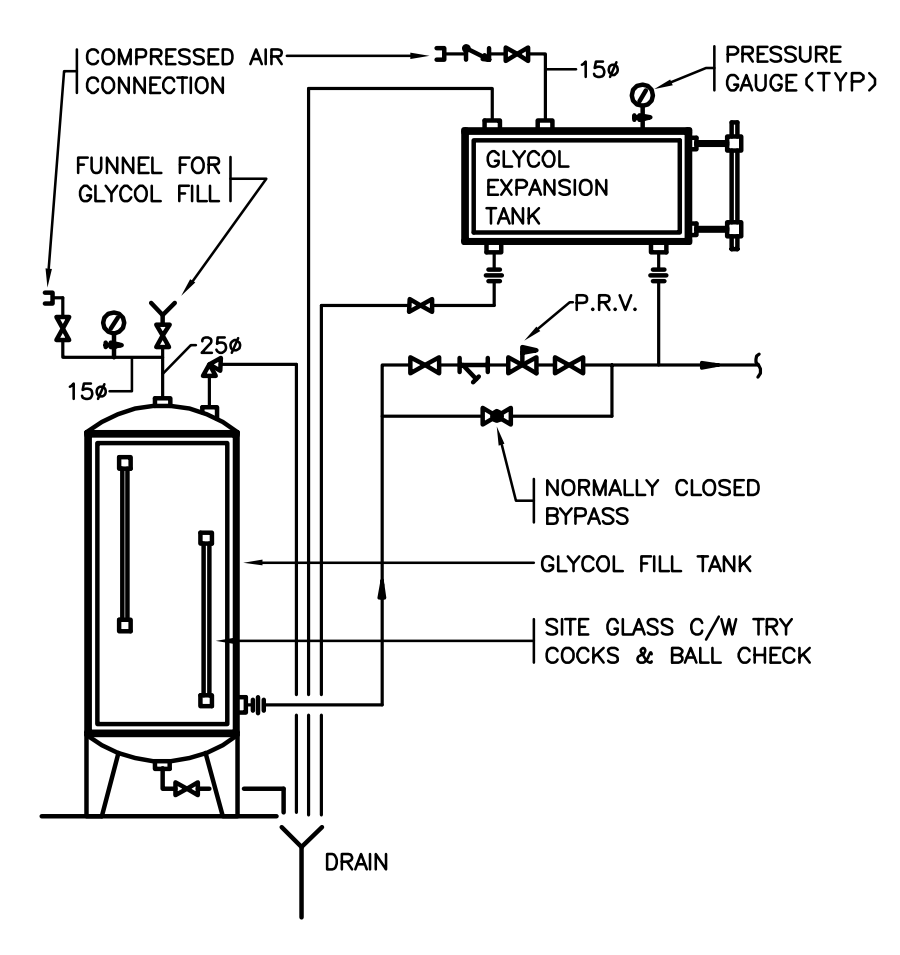 COMPRESSED AIR
CONNECTION
15ø
PRESSURE
GAUGE (TYP)
FUNNEL FOR
GLYCOL FILL
GLYCOL
EXPANSION
TANK
P.R.V.
25ø
15ø
NORMALLY CLOSED
BYPASS
GLYCOL FILL TANK
SITE GLASS C/W TRY
COCKS & BALL CHECK
DRAIN